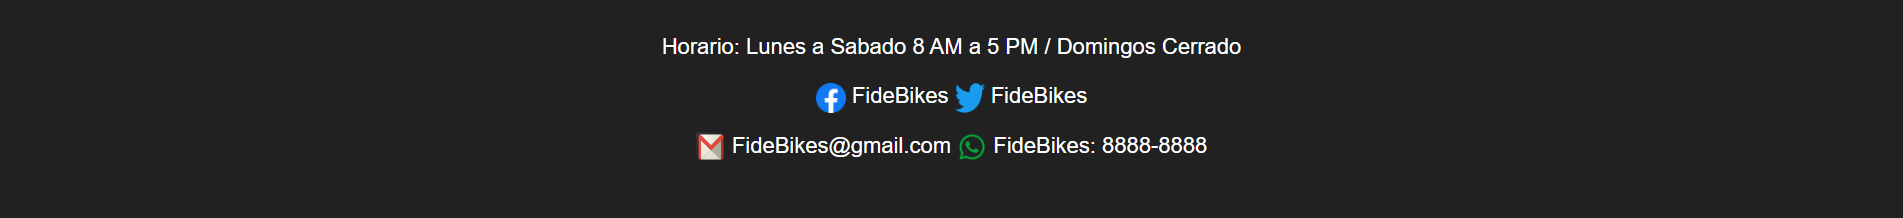 Horario: Lunes a Sabado 8 AM a 5 PM / Domingos Cerrado
FideBikes FideBikes
FideBikes@gmail.com FideBikes: 8888-8888